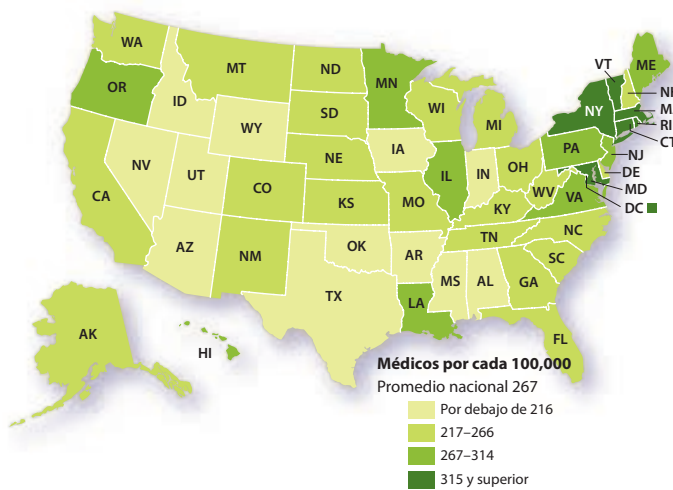 WA
MT
ND
MN
VT
ME
OR
ID
SD
WI
NY
WY
MI
RI
CT
NV
UT
NE
IA
PA
NJ
CA
CO
IL
IN
OH
DE
KS
MO
WV
VA
MD
KY
DC
AZ
NM
OK
AR
TN
NC
SC
TX
LA
MS
AL
GA
AK
HI
FL
Médicos por cada 100,000
Promedio nacional 267
Por debajo de 216
217–266
267–314
315 y superior